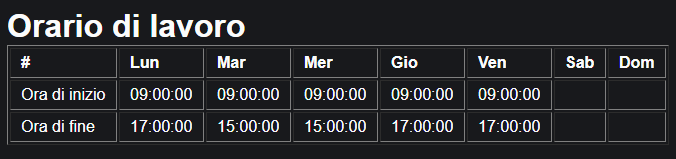 Orario di lavoro
# Lun Mar Mer Gio Ven Sab Dom
Ora di inizio 09:00:00 09:00:00 09:00:00 09:00:00 09:00:00
Ora di fine 17:00:00 15:00:00 15:00:00 17:00:00 17:00:00